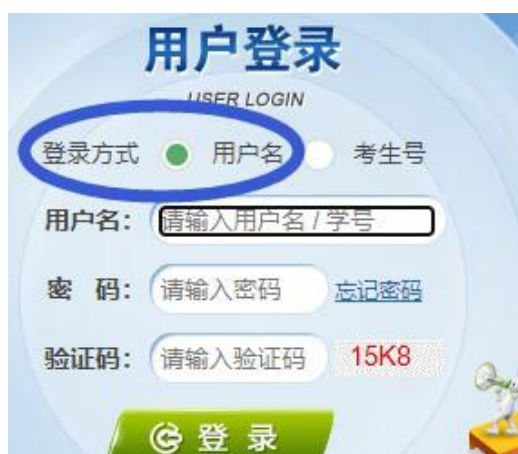 用户登录
USER LOGIN
登录方式 用户名 考生号
用户名： 请输入用户名 / 学号
密 码： 请输入密码 忘记密码
验证码： 请输入验证码 15K8
登 录